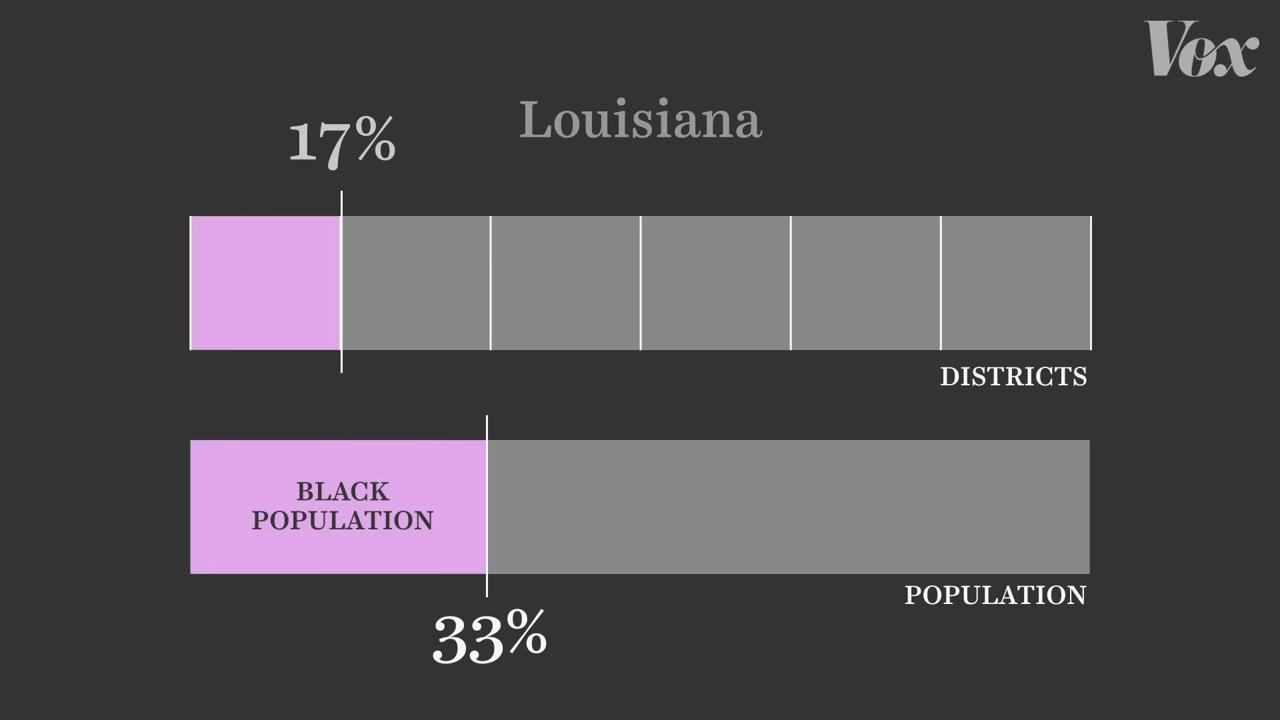 Vox
Louisiana
17%
DISTRICTS
BLACK
POPULATION
POPULATION
33%